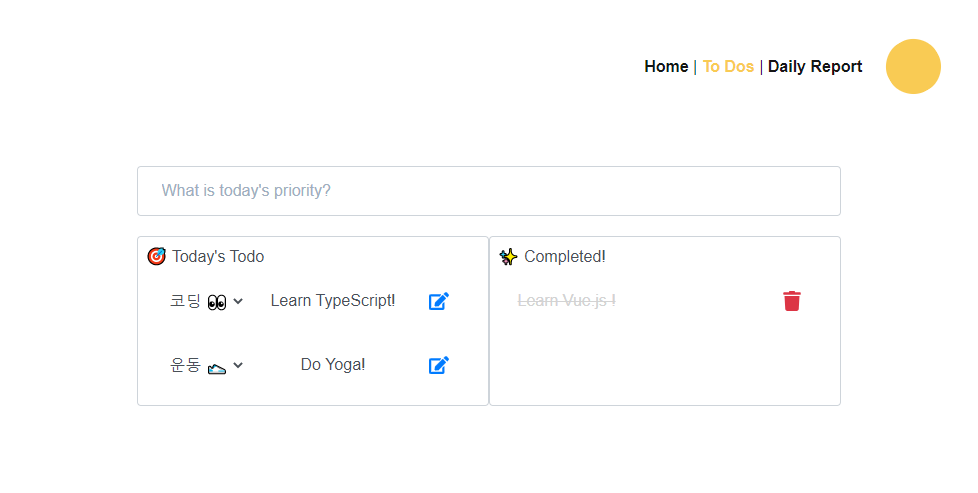 Home | To Dos | Daily Report
What is today's priority?
🎯 Today's Todo
코딩 👀 Learn TypeScript!
운동 👟 Do Yoga!
✨ Completed!
Learn Vue.js !